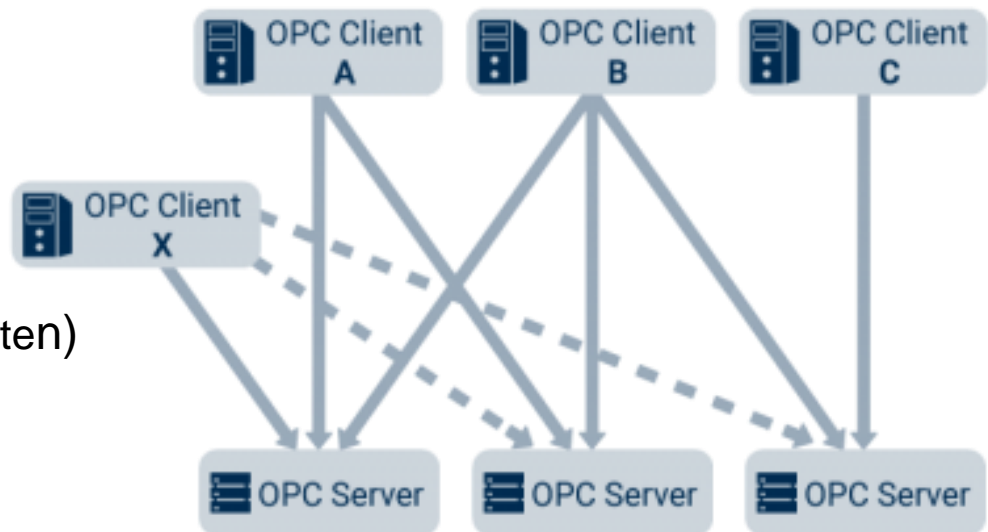 OPC Client
A
OPC Client
B
OPC Client
C
OPC Client
X
ten)
OPC Server
OPC Server
OPC Server